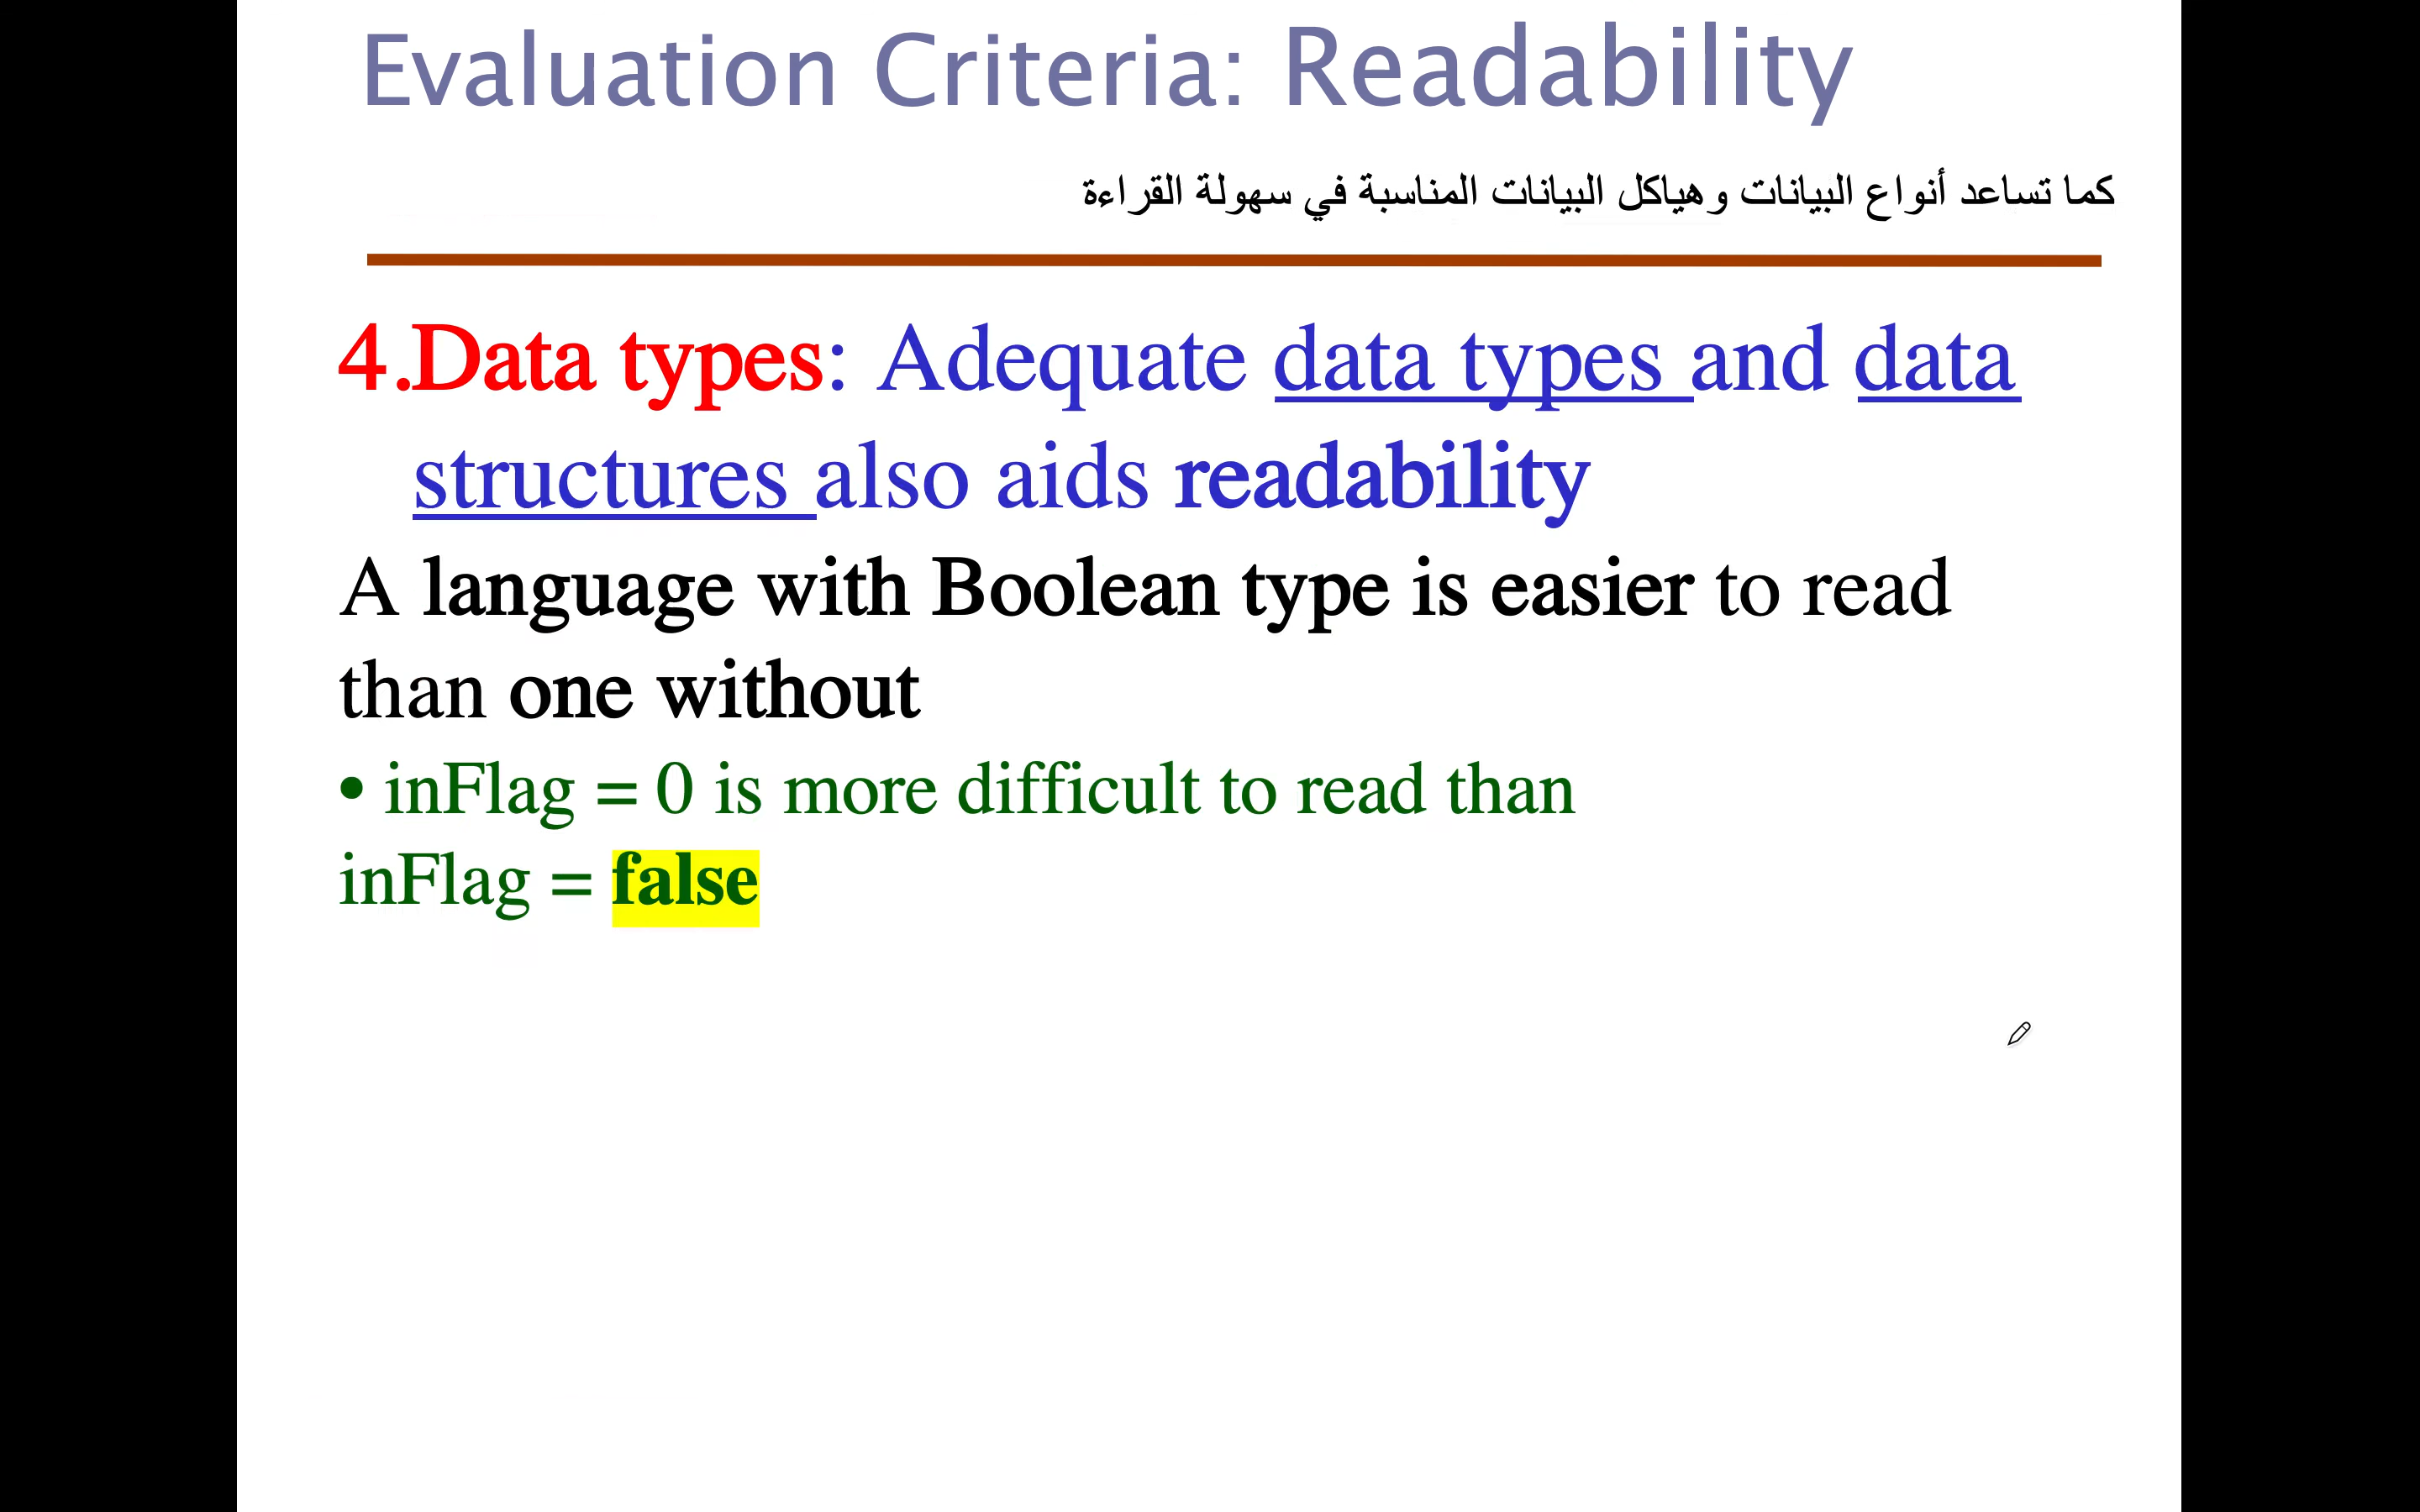 Evaluation Criteria: Readability
كما تساعد أنواع البيانات وهياكل البيانات المناسبة في سهولة القراءة
4.Data types: Adequate data types and data
structures also aids readability
A language with Boolean type is easier to read
than one without
• inFlag = 0 is more difficult to read than
inFlag = false